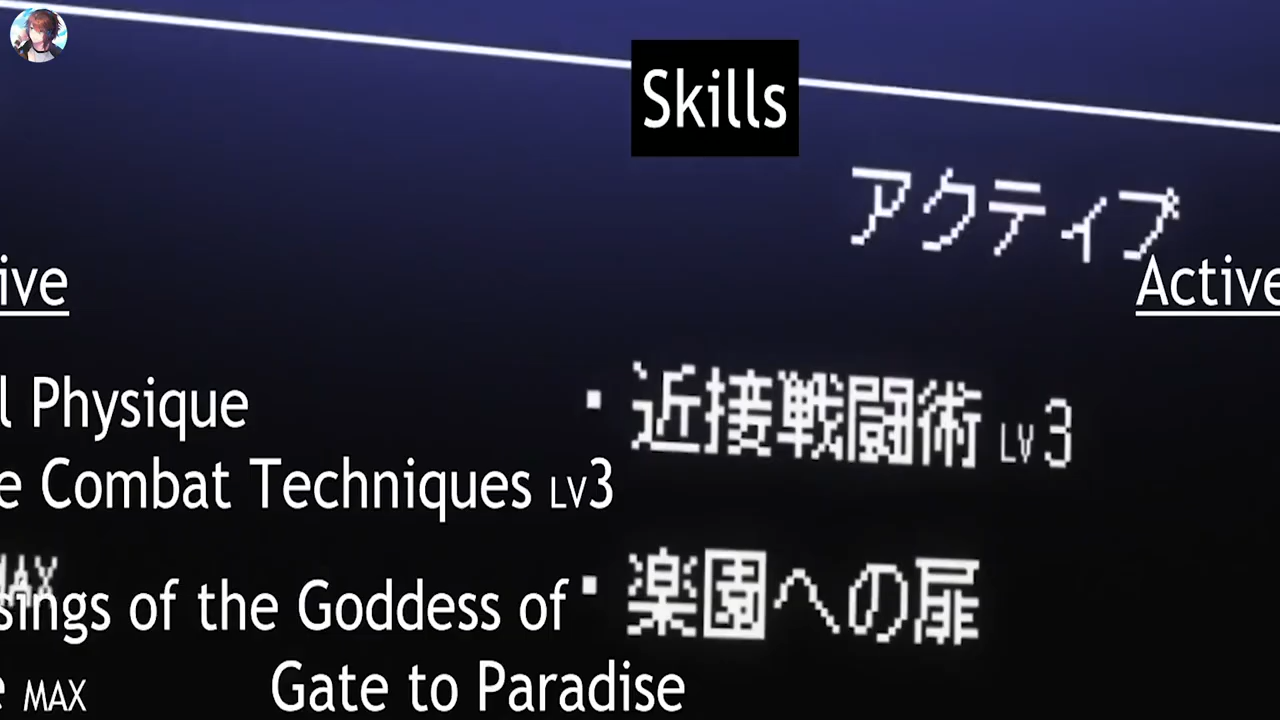 Skills
アクティブ
ive
Active
l Physique
・近接戦闘術 LV3
e Combat Techniques LV3
MAX
sings of the Goddess of
・楽園への扉
e MAX
Gate to Paradise